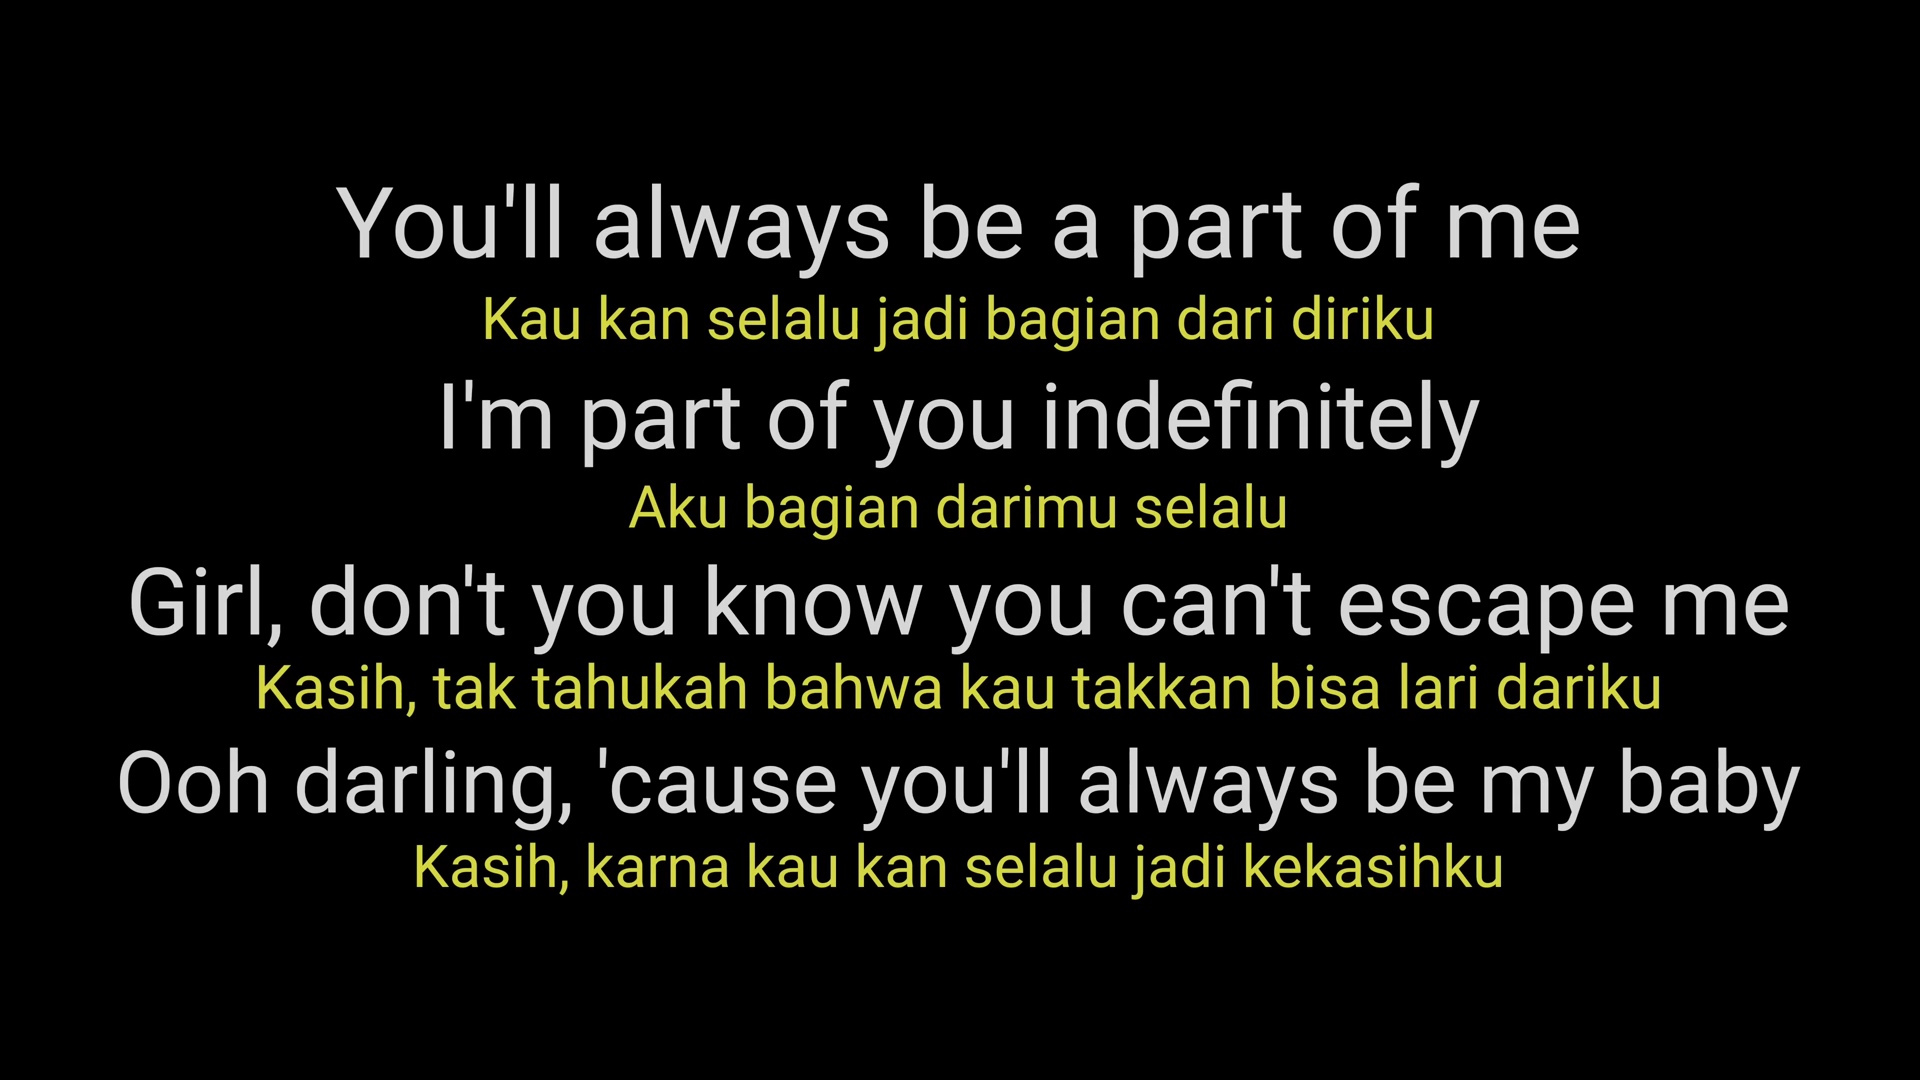 You'll always be a part of me
Kau kan selalu jadi bagian dari diriku
I'm part of you indefinitely
Aku bagian darimu selalu
Girl, don't you know you can't escape me
Kasih, tak tahukah bahwa kau takkan bisa lari dariku
Ooh darling, 'cause you'll always be my baby
Kasih, karna kau kan selalu jadi kekasihku